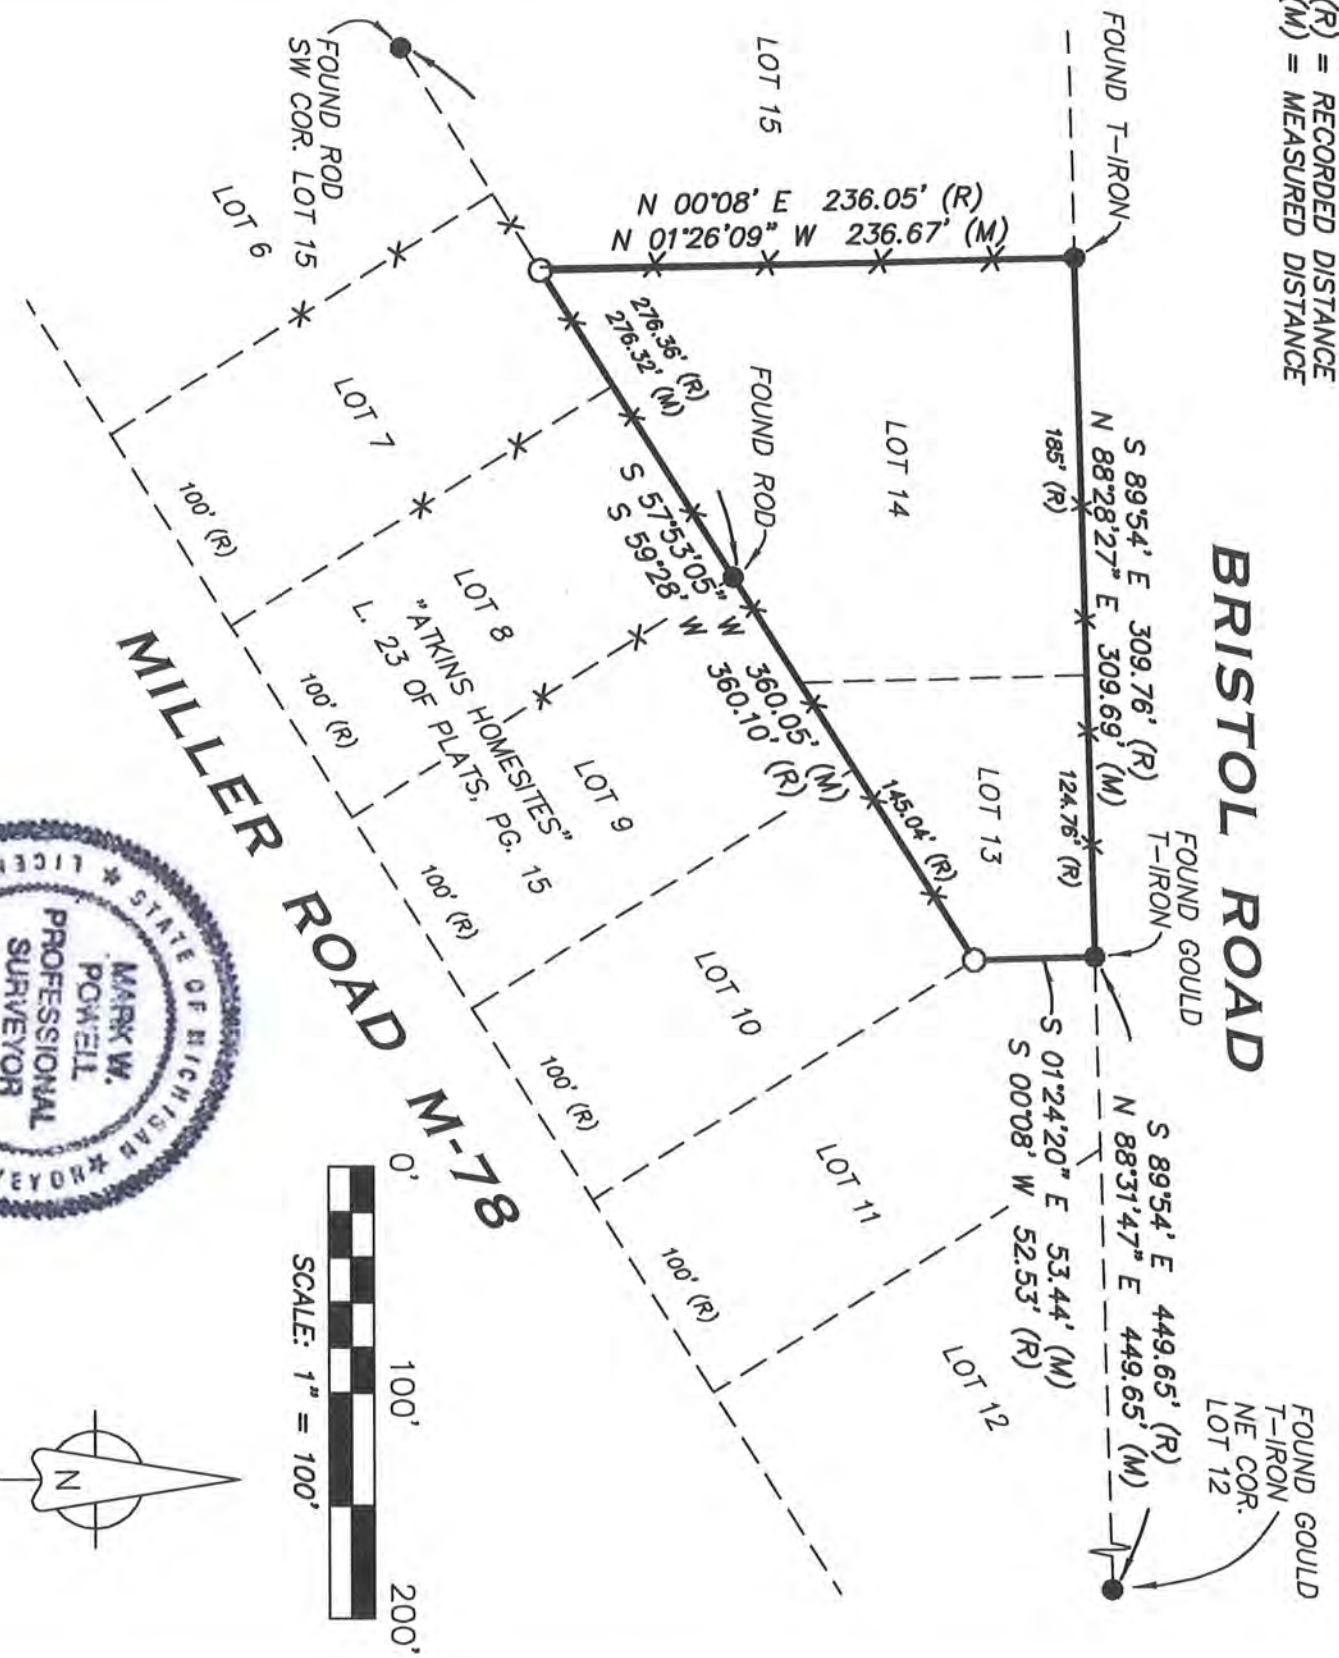 (R) = RECORDED DISTANCE
(M) = MEASURED DISTANCE
BRISTOL ROAD
FOUND T-IRON
S 89°54' E 309.76' (R)
N 88°28'27" E 309.69' (M)
185' (R)
124.76' (R)
FOUND GOULD
T-IRON
S 89°54' E 449.65' (R)
N 88°31'47" E 449.65' (M)
FOUND GOULD
T-IRON
NE COR.
LOT 12
LOT 15
N 00°08' E 236.05' (R)
N 01°26'09" W 236.67' (M)
LOT 14
LOT 13
S 01°24'20" E 53.44' (M)
S 00°08' W 52.53' (R)
FOUND ROD
276.36' (R)
276.32' (M)
S 57°53'05" W 360.05' (M)
S 59°28' W 360.10' (R)
145.04' (R)
FOUND ROD
SW COR. LOT 15
LOT 6
LOT 7
LOT 8
LOT 9
LOT 10
LOT 11
LOT 12
"ATKINS HOMESITES"
L. 23 OF PLATS, PG. 15
100' (R)
100' (R)
100' (R)
100' (R)
100' (R)
MILLER ROAD M-78
0' 100' 200'
SCALE: 1" = 100'
STATE OF MICHIGAN
MARK W.
POWELL
PROFESSIONAL
SURVEYOR
N